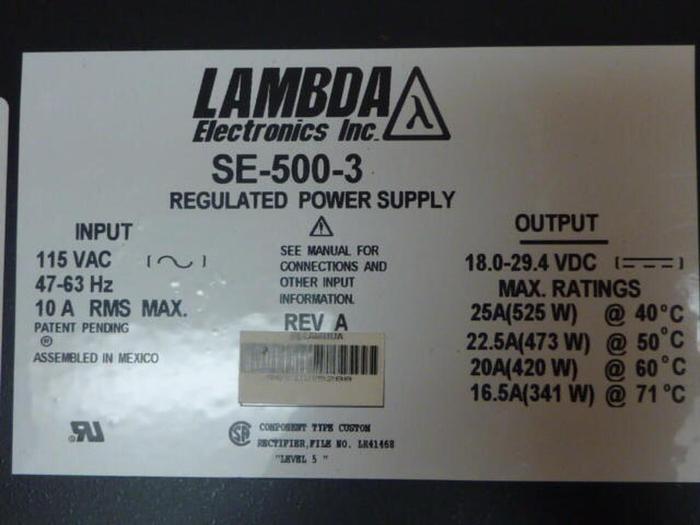 LAMBDA
Electronics Inc.
λ
SE-500-3
REGULATED POWER SUPPLY
INPUT
115 VAC
47-63 Hz
10 A RMS MAX.
PATENT PENDING
®
ASSEMBLED IN MEXICO
SEE MANUAL FOR
CONNECTIONS AND
OTHER INPUT
INFORMATION.
REV A
LAMBDA
OUTPUT
18.0-29.4 VDC
MAX. RATINGS
25A(525 W) @ 40°C
22.5A(473 W) @ 50°C
20A(420 W) @ 60°C
16.5A(341 W) @ 71°C
COMPONENT TYPE CUSTOM
RECTIFIER,FILE NO. LR41468
"LEVEL 5 "